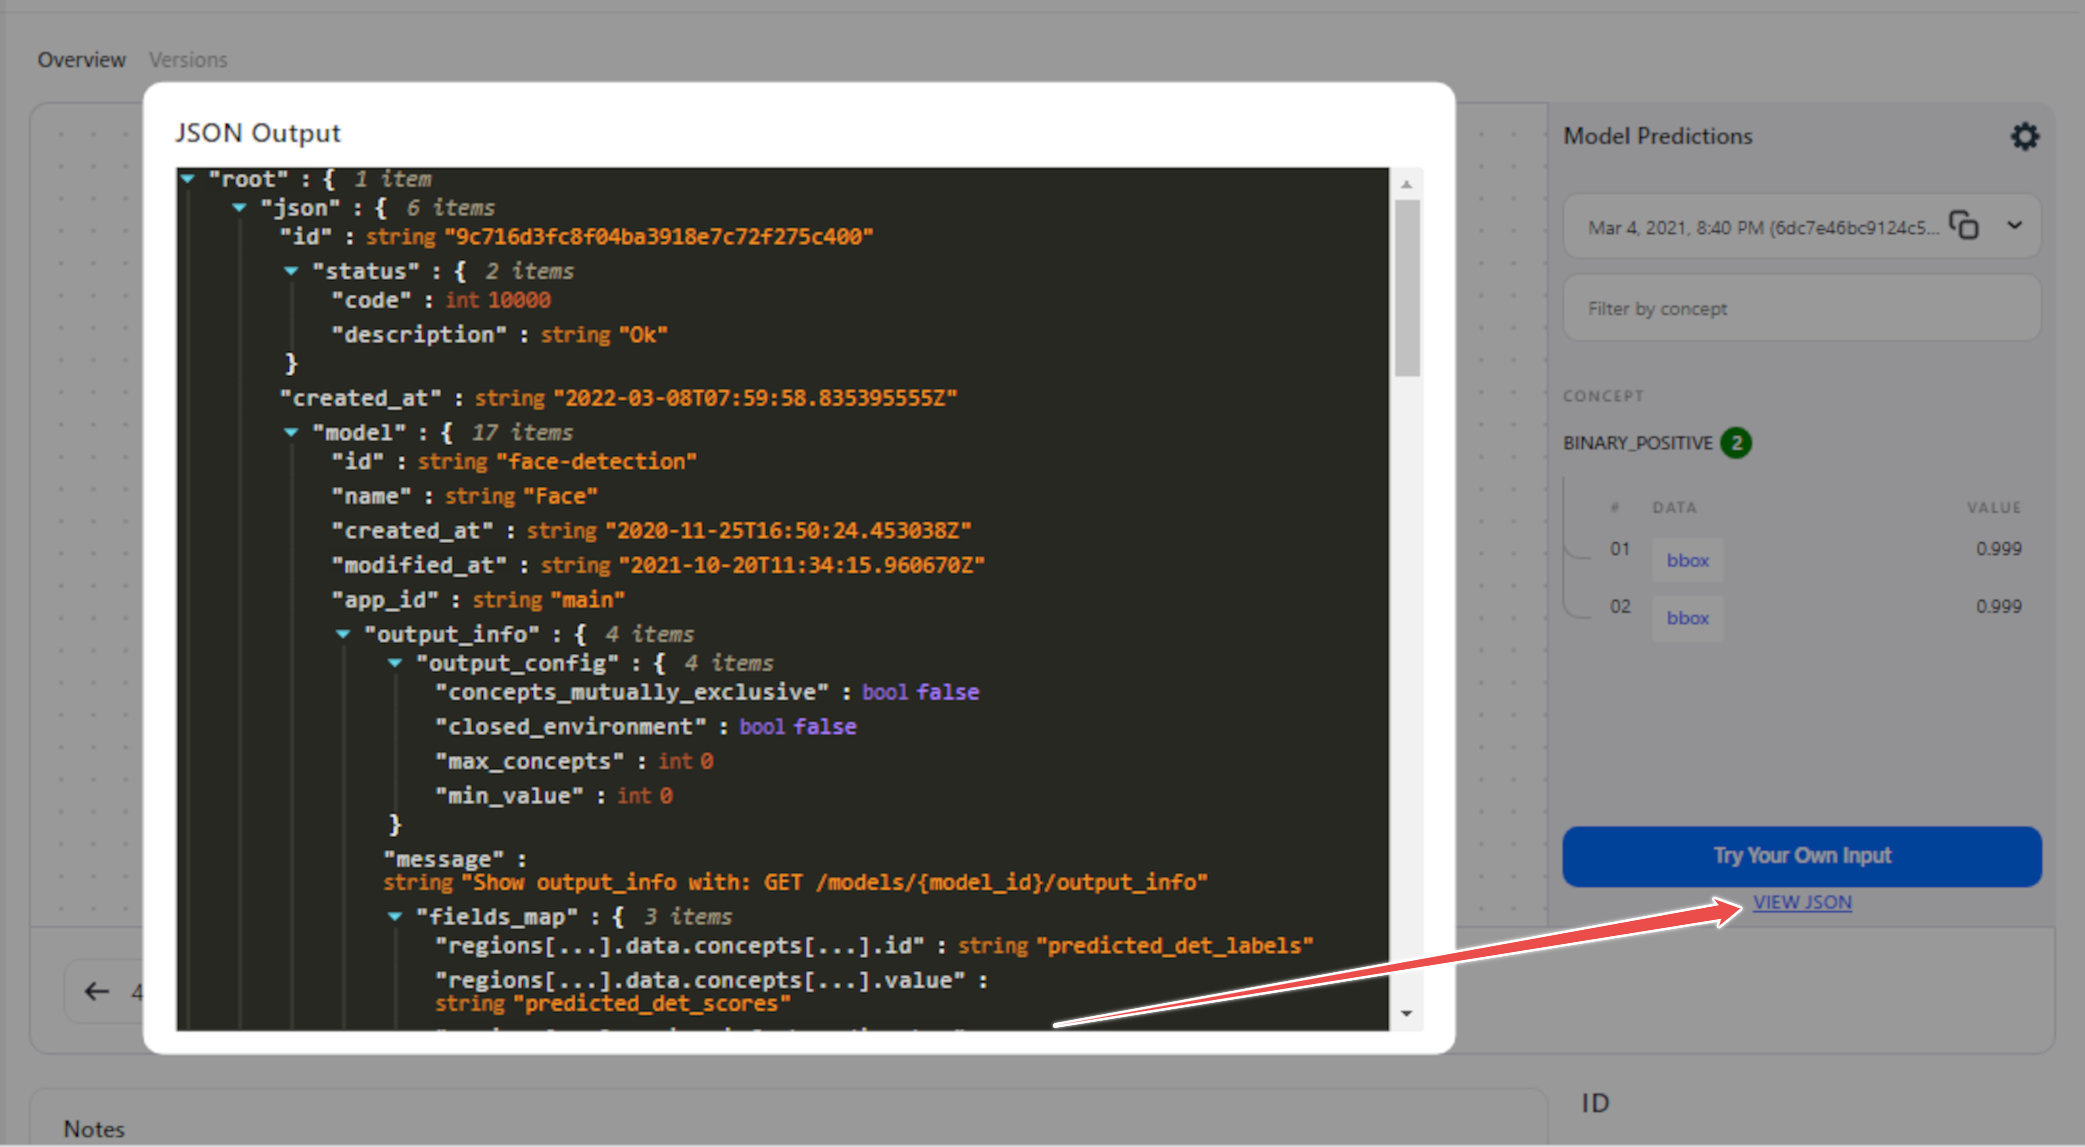 Overview Versions
JSON Output
"root" : { 1 item
"json" : { 6 items
"id" : string "9c716d3fc8f04ba3918e7c72f275c400"
"status" : { 2 items
"code" : int 10000
"description" : string "Ok"
}
"created_at" : string "2022-03-08T07:59:58.835395555Z"
"model" : { 17 items
"id" : string "face-detection"
"name" : string "Face"
"created_at" : string "2020-11-25T16:50:24.453038Z"
"modified_at" : string "2021-10-20T11:34:15.960670Z"
"app_id" : string "main"
"output_info" : { 4 items
"output_config" : { 4 items
"concepts_mutually_exclusive" : bool false
"closed_environment" : bool false
"max_concepts" : int 0
"min_value" : int 0
}
"message" :
string "Show output_info with: GET /models/{model_id}/output_info"
"fields_map" : { 3 items
"regions[...].data.concepts[...].id" : string "predicted_det_labels"
"regions[...].data.concepts[...].value" :
string "predicted_det_scores"
Model Predictions
Mar 4, 2021, 8:40 PM (6dc7e46bc9124c5...
Filter by concept
CONCEPT
BINARY_POSITIVE 2
# DATA VALUE
01 bbox 0.999
02 bbox 0.999
Try Your Own Input
VIEW JSON
4
Notes
ID